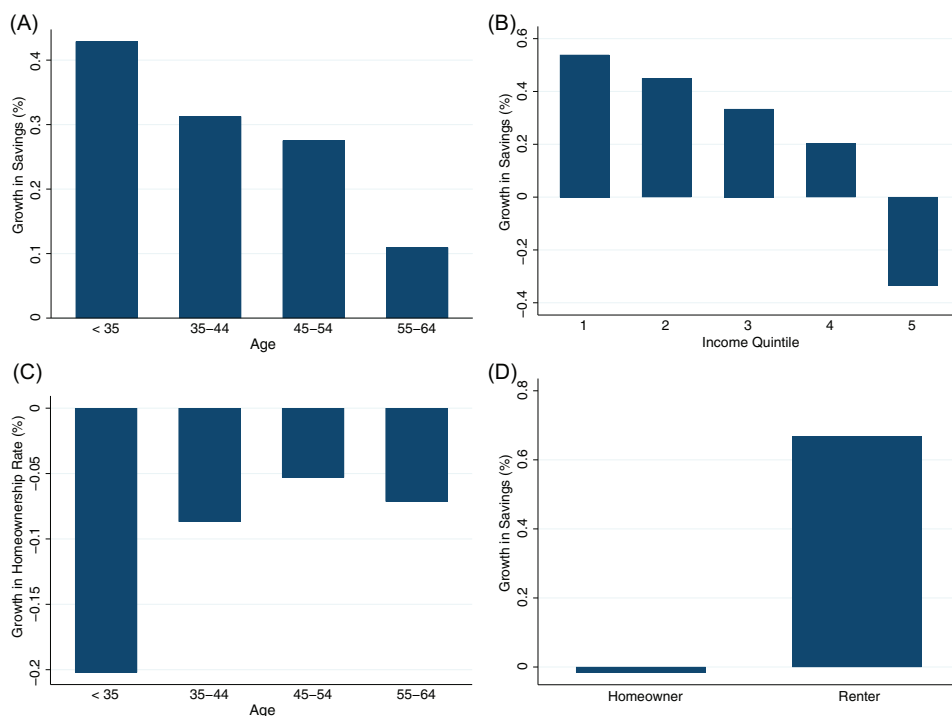 (A)
Growth in Savings (%)
0.4
0.3
0.2
0.1
0
< 35
35–44
45–54
55–64
Age
(B)
Growth in Savings (%)
0.6
0.4
0.2
0
−0.2
−0.4
1
2
3
4
5
Income Quintile
(C)
Growth in Homeownership Rate (%)
0
−0.05
−0.1
−0.15
−0.2
< 35
35–44
45–54
55–64
Age
(D)
Growth in Savings (%)
0.8
0.6
0.4
0.2
0
Homeowner
Renter